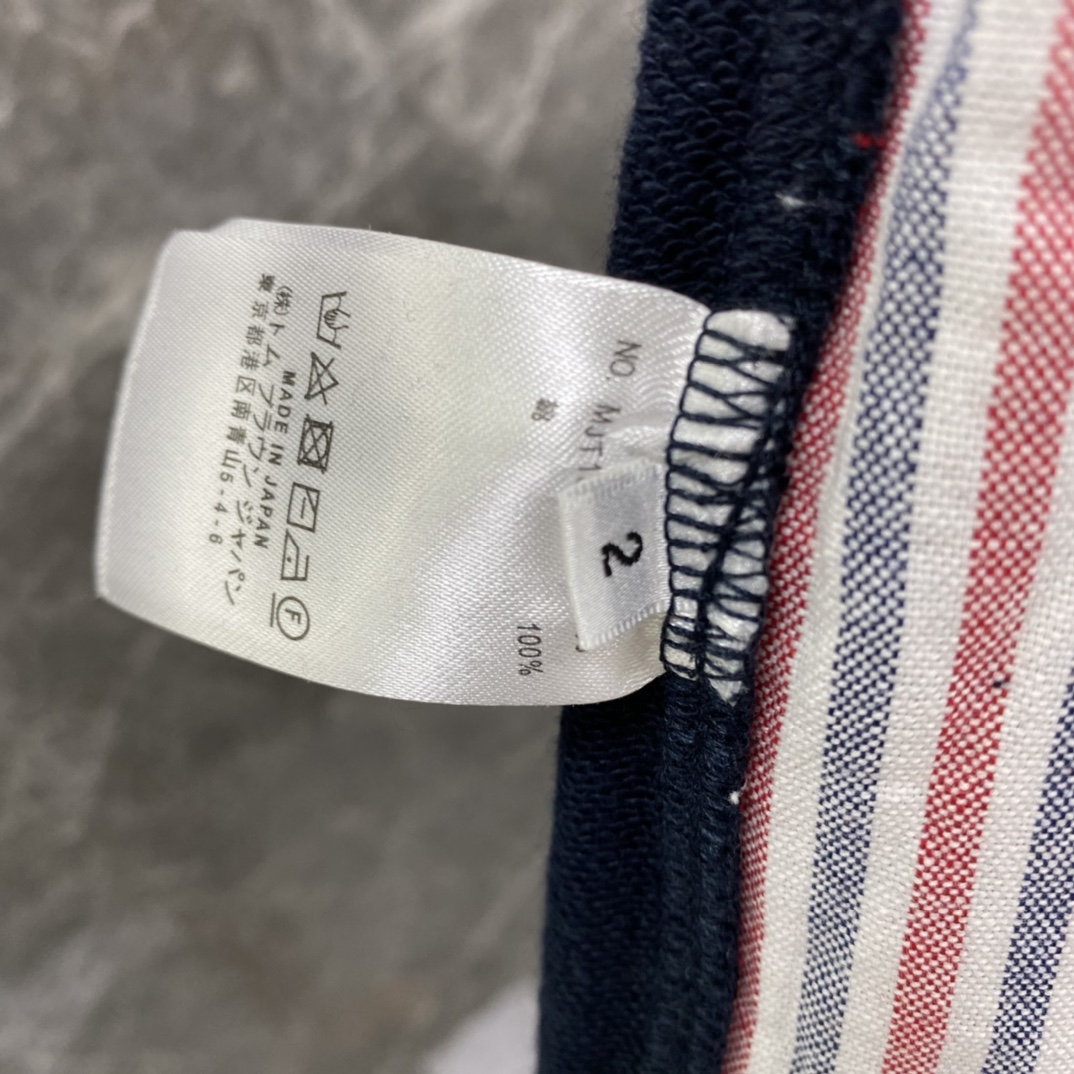 NO. MJT1
綿
100%
2
MADE IN JAPAN
(株)トム ブラウン ジャパン
東京都港区南青山5-4-6
F